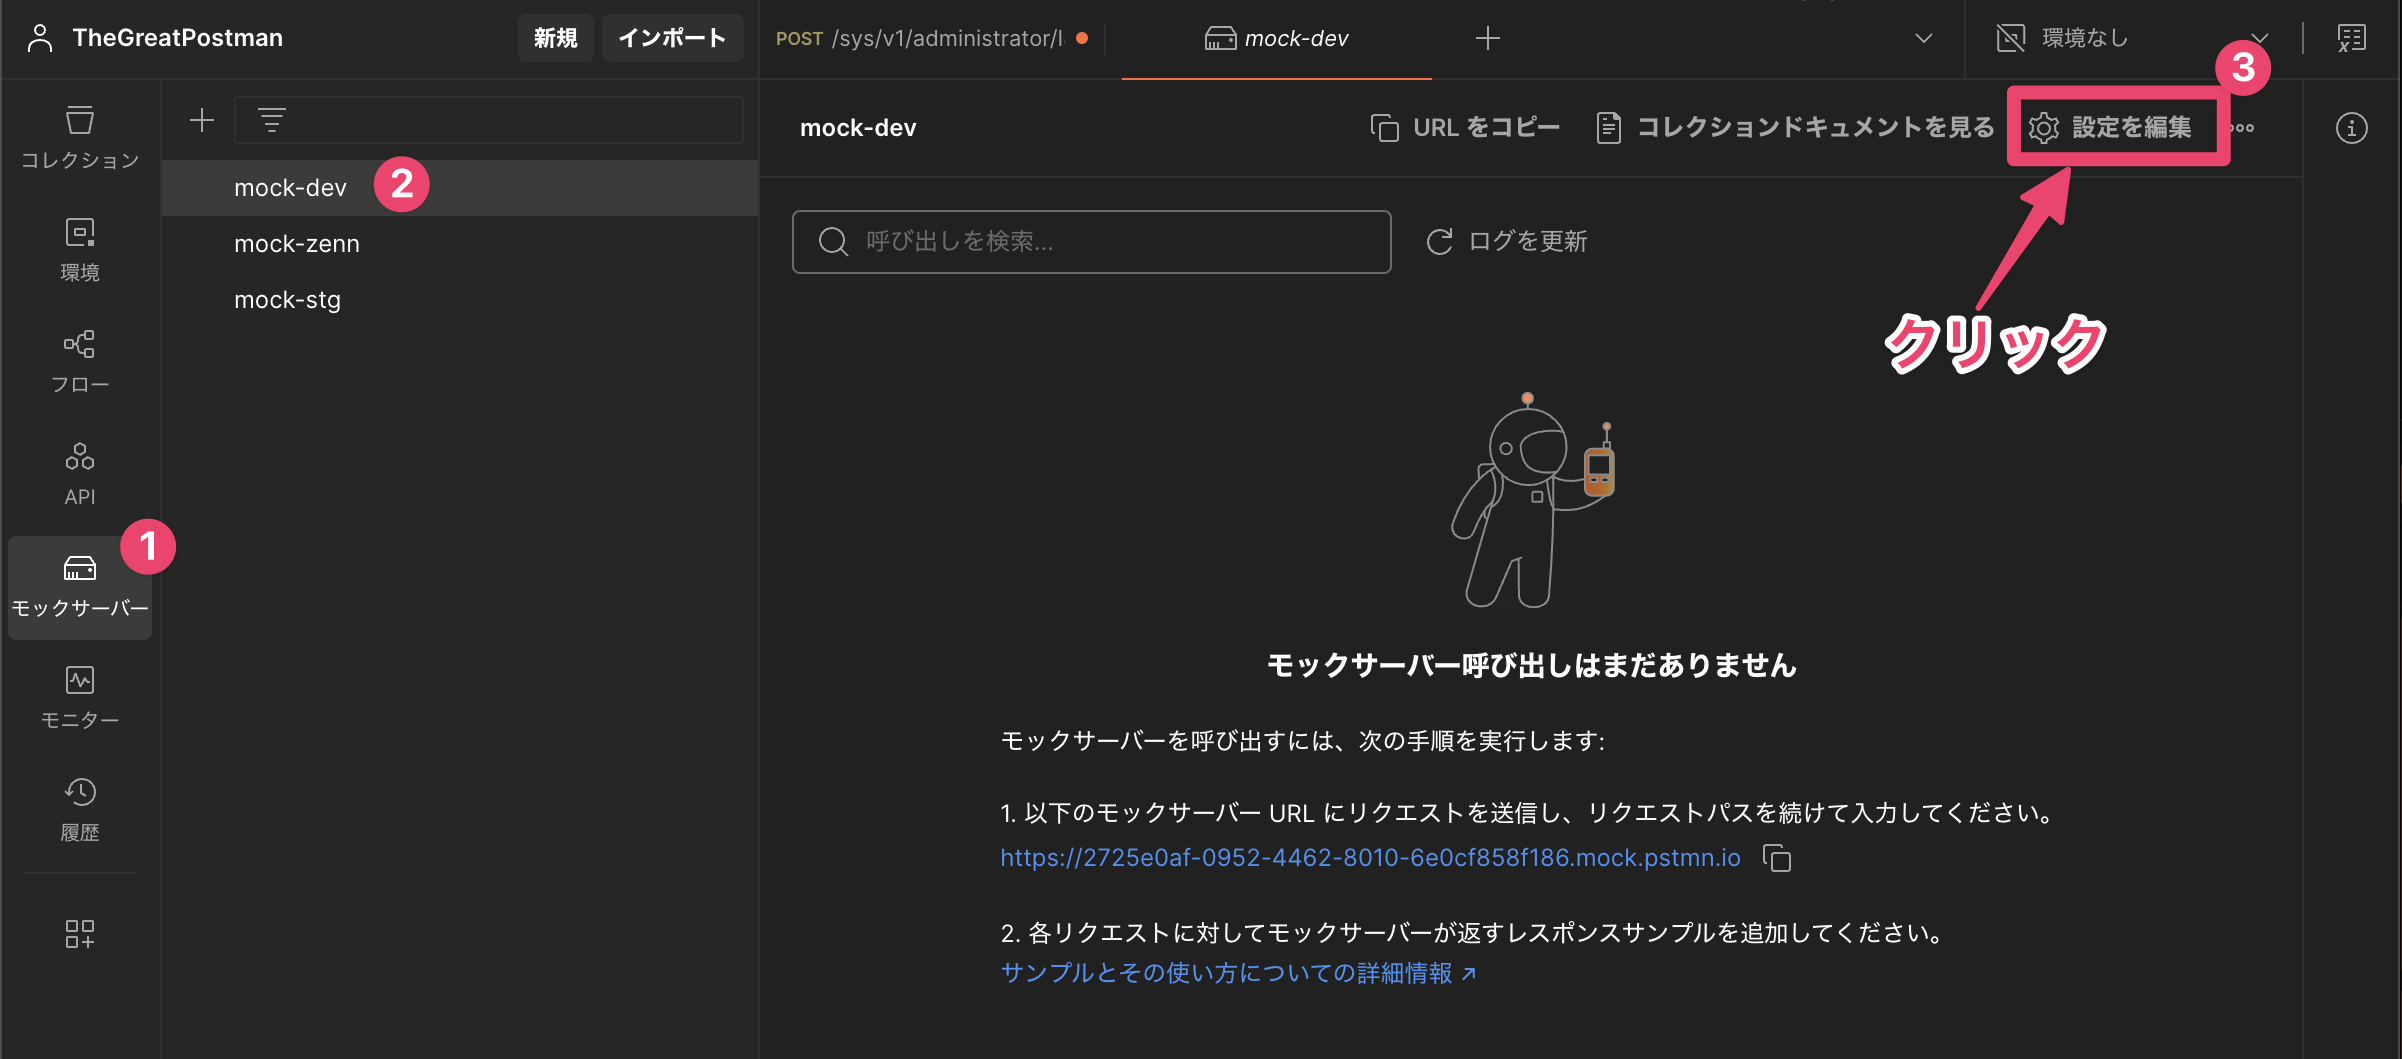 TheGreatPostman
新規
インポート
POST /sys/v1/administrator/l
mock-dev
環境なし
3
コレクション
環境
フロー
API
1
モックサーバー
モニター
履歴
mock-dev
2
mock-zenn
mock-stg
mock-dev
URL をコピー
コレクションドキュメントを見る
設定を編集
呼び出しを検索...
ログを更新
クリック
モックサーバー呼び出しはまだありません
モックサーバーを呼び出すには、次の手順を実行します:
1. 以下のモックサーバー URL にリクエストを送信し、リクエストパスを続けて入力してください。
https://2725e0af-0952-4462-8010-6e0cf858f186.mock.pstmn.io
2. 各リクエストに対してモックサーバーが返すレスポンスサンプルを追加してください。
サンプルとその使い方についての詳細情報 ↗